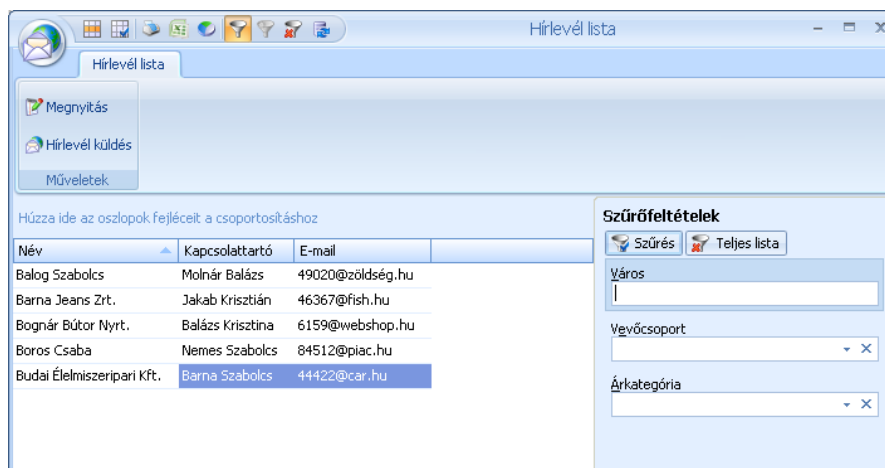 Hírlevél lista
Hírlevél lista
Megnyitás
Hírlevél küldés
Műveletek
Húzza ide az oszlopok fejléceit a csoportosításhoz
Név Kapcsolattartó E-mail
Balog Szabolcs Molnár Balázs 49020@zöldség.hu
Barna Jeans Zrt. Jakab Krisztián 46367@fish.hu
Bognár Bútor Nyrt. Balázs Krisztina 6159@webshop.hu
Boros Csaba Nemes Szabolcs 84512@piac.hu
Budai Élelmiszeripari Kft. Barna Szabolcs 44422@car.hu
Szűrőfeltételek
Szűrés Teljes lista
Város
Vevőcsoport
Árkategória